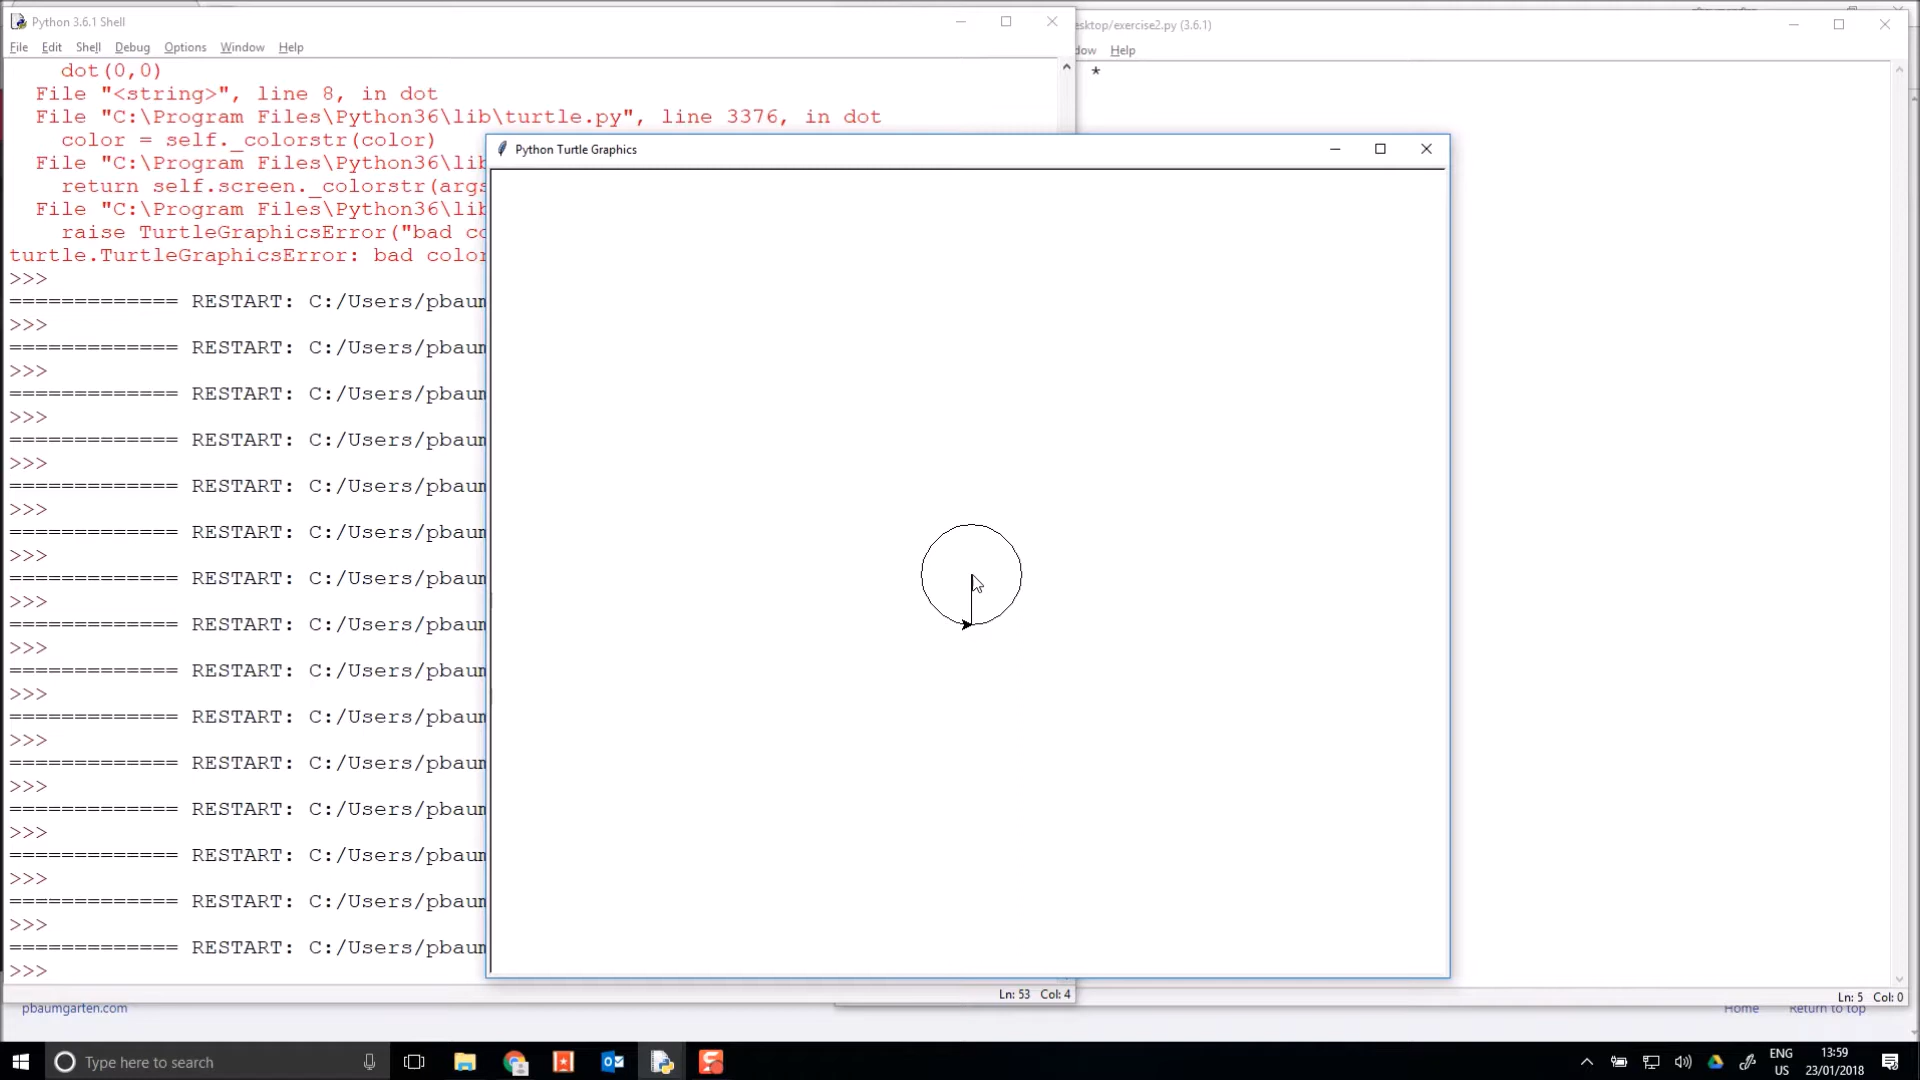 Python 3.6.1 Shell
File Edit Shell Debug Options Window Help
dot(0,0)
File "<string>", line 8, in dot
File "C:\Program Files\Python36\lib\turtle.py", line 3376, in dot
color = self._colorstr(color)
File "C:\Program Files\Python36\lib
return self.screen._colorstr(args
File "C:\Program Files\Python36\lib
raise TurtleGraphicsError("bad co
turtle.TurtleGraphicsError: bad color
>>>
============= RESTART: C:/Users/pbaum
>>>
============= RESTART: C:/Users/pbaum
>>>
============= RESTART: C:/Users/pbaum
>>>
============= RESTART: C:/Users/pbaum
>>>
============= RESTART: C:/Users/pbaum
>>>
============= RESTART: C:/Users/pbaum
>>>
============= RESTART: C:/Users/pbaum
>>>
============= RESTART: C:/Users/pbaum
>>>
============= RESTART: C:/Users/pbaum
>>>
============= RESTART: C:/Users/pbaum
>>>
============= RESTART: C:/Users/pbaum
>>>
============= RESTART: C:/Users/pbaum
>>>
============= RESTART: C:/Users/pbaum
>>>
============= RESTART: C:/Users/pbaum
>>>
============= RESTART: C:/Users/pbaum
>>>
Ln: 53 Col: 4
Python Turtle Graphics
esktop/exercise2.py (3.6.1)
dow Help
*
Ln: 5 Col: 0
pbaumgarten.com
Home Return to top
Type here to search
ENG
US
13:59
23/01/2018